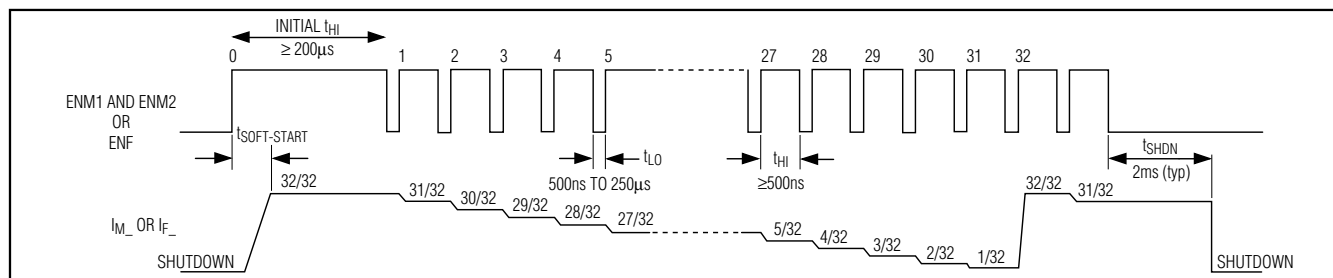 INITIAL tHI
≥ 200µs
0 1 2 3 4 5 27 28 29 30 31 32
ENM1 AND ENM2
OR
ENF
tSOFT-START
tLO
500ns TO 250µs
tHI
≥500ns
tSHDN
2ms (typ)
32/32 31/32 30/32 29/32 28/32 27/32 5/32 4/32 3/32 2/32 1/32 32/32 31/32
IM_ OR IF_
SHUTDOWN
SHUTDOWN